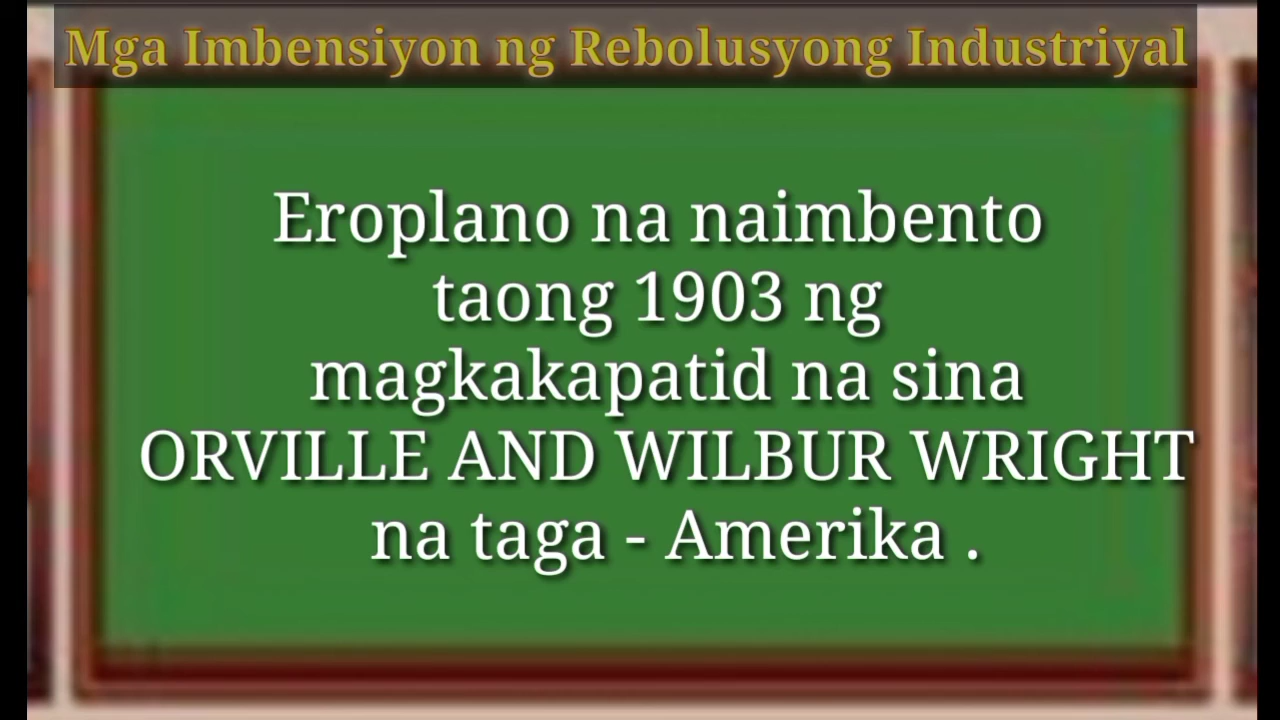 Mga Imbensiyon ng Rebolusyong Industriyal
Eroplano na naimbento
taong 1903 ng
magkakapatid na sina
ORVILLE AND WILBUR WRIGHT
na taga - Amerika .